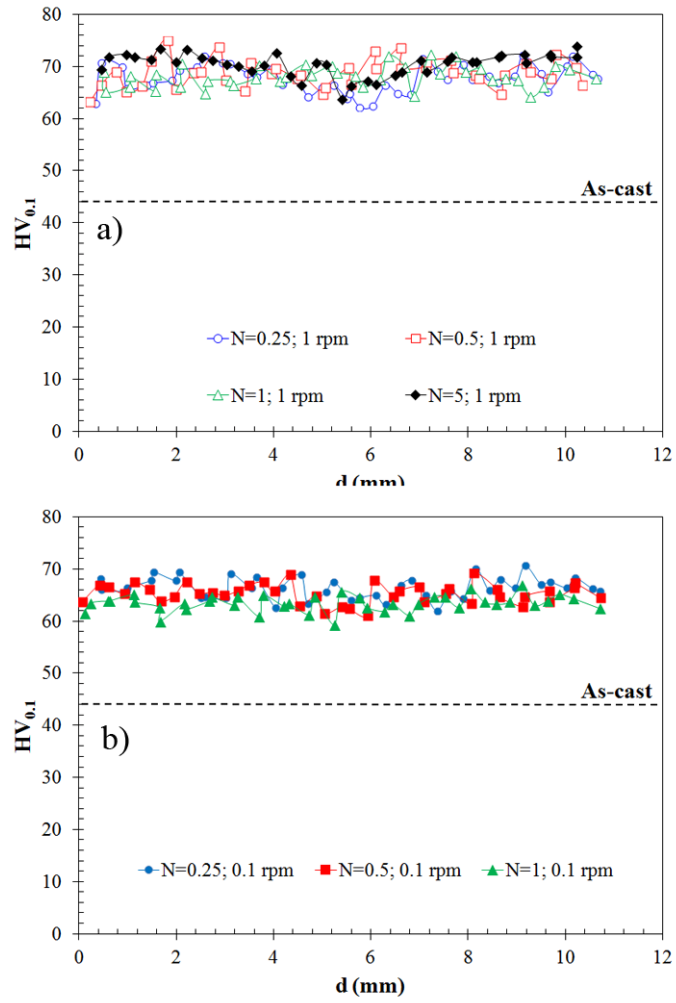 80
70
60
50
40
30
20
10
0
HV0.1
As-cast
a)
N=0.25; 1 rpm
N=0.5; 1 rpm
N=1; 1 rpm
N=5; 1 rpm
0 2 4 6 8 10 12
d (mm)
80
70
60
50
40
30
20
10
0
HV0.1
As-cast
b)
N=0.25; 0.1 rpm N=0.5; 0.1 rpm N=1; 0.1 rpm
0 2 4 6 8 10 12
d (mm)